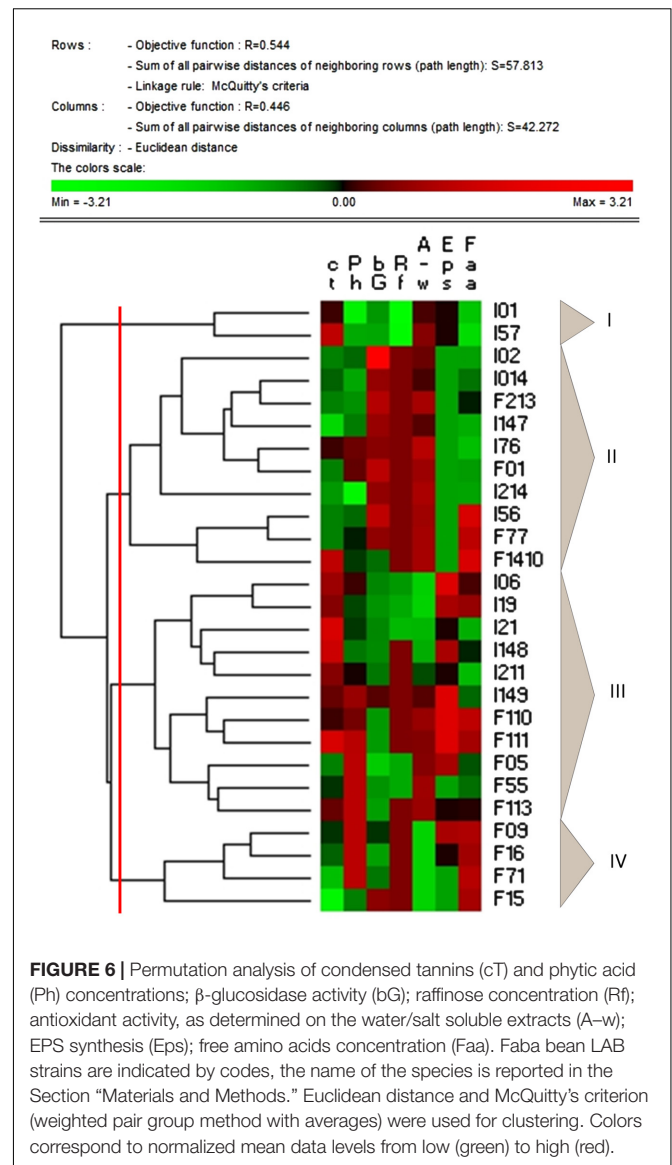 Rows : - Objective function : R=0.544
- Sum of all pairwise distances of neighboring rows (path length): S=57.813
- Linkage rule: McQuitty's criteria
Columns : - Objective function : R=0.446
- Sum of all pairwise distances of neighboring columns (path length): S=42.272
Dissimilarity : - Euclidean distance
The colors scale:
Min = -3.21 0.00 Max = 3.21
ct Ph bG Rf A-w Eps Faa
I01
I57
I02
I014
F213
I147
I76
F01
I214
I56
F77
F1410
I06
I19
I21
I148
I211
I149
F110
F111
F05
F55
F113
F09
F16
F71
F15
I
II
III
IV
FIGURE 6 | Permutation analysis of condensed tannins (cT) and phytic acid
(Ph) concentrations; β-glucosidase activity (bG); raffinose concentration (Rf);
antioxidant activity, as determined on the water/salt soluble extracts (A–w);
EPS synthesis (Eps); free amino acids concentration (Faa). Faba bean LAB
strains are indicated by codes, the name of the species is reported in the
Section “Materials and Methods.” Euclidean distance and McQuitty’s criterion
(weighted pair group method with averages) were used for clustering. Colors
correspond to normalized mean data levels from low (green) to high (red).